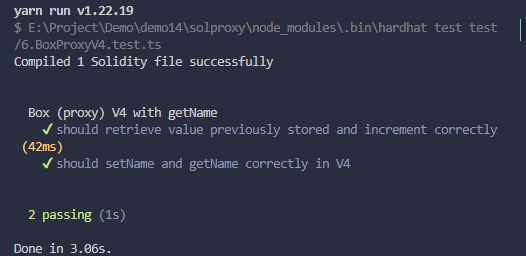 yarn run v1.22.19
$ E:\Project\Demo\demo14\solproxy\node_modules\.bin\hardhat test test
/6.BoxProxyV4.test.ts
Compiled 1 Solidity file successfully
Box (proxy) V4 with getName
✔ should retrieve value previously stored and increment correctly
(42ms)
✔ should setName and getName correctly in V4
2 passing (1s)
Done in 3.06s.